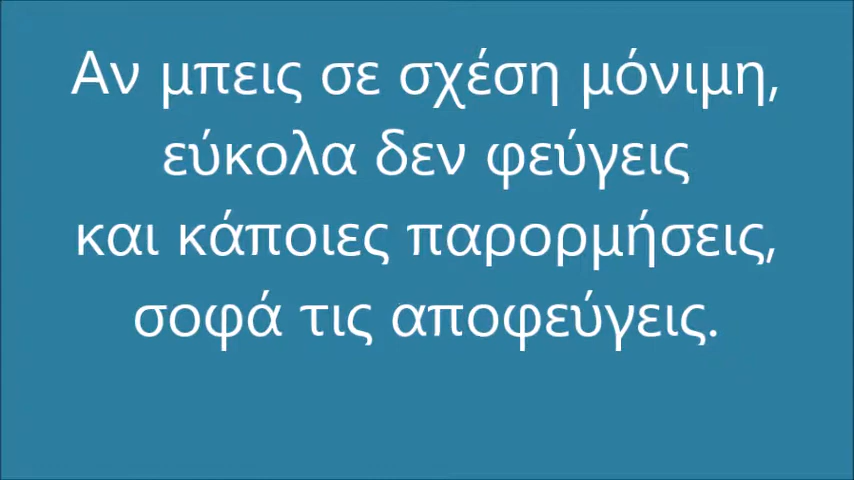 Αν μπεις σε σχέση μόνιμη,
εύκολα δεν φεύγεις
και κάποιες παρορμήσεις,
σοφά τις αποφεύγεις.